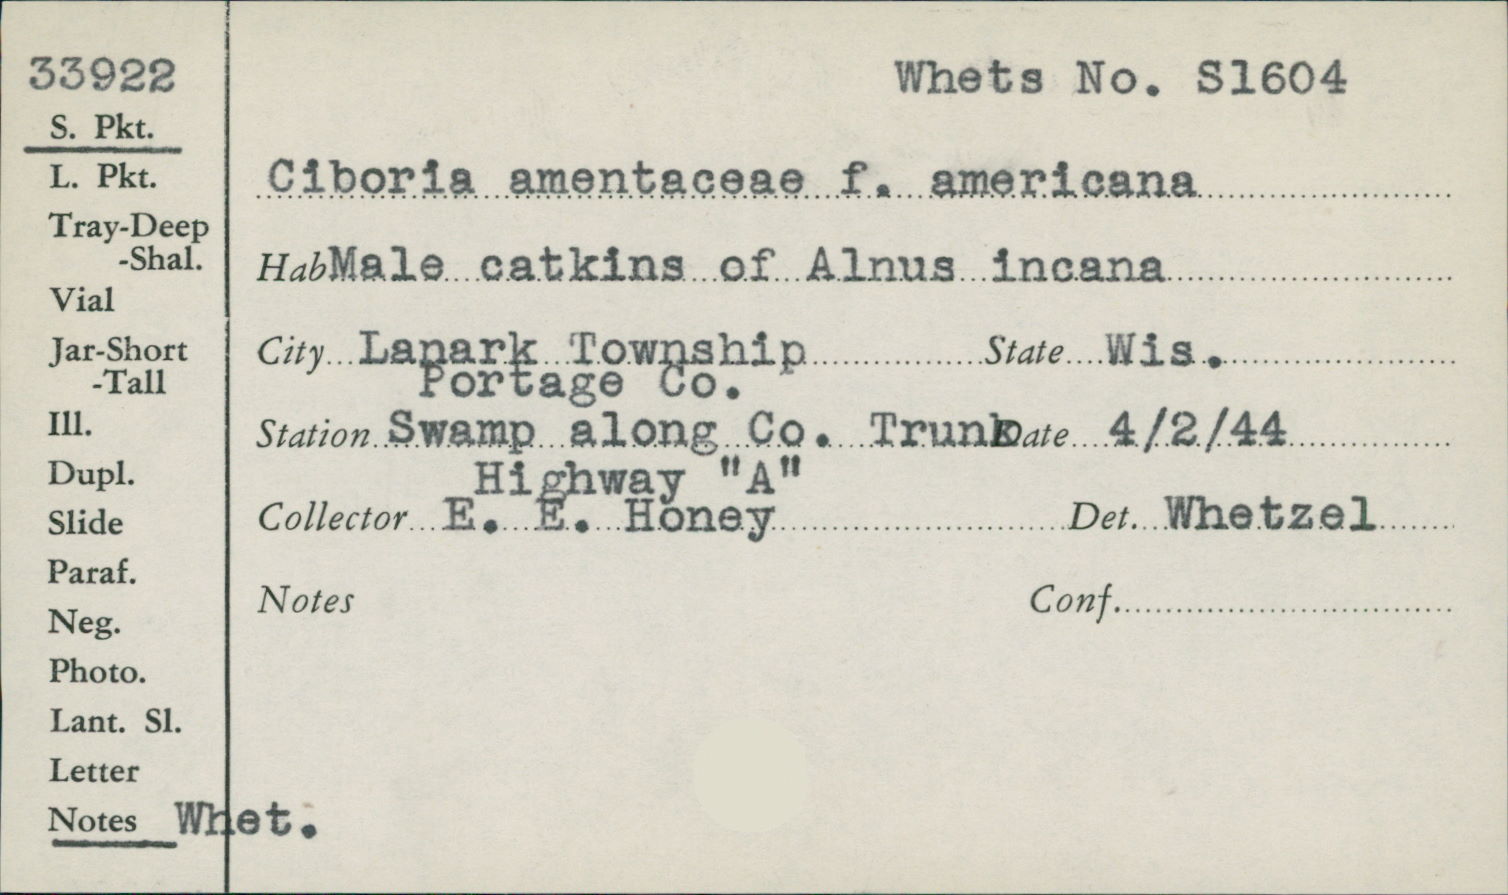 33922
Whets No. S1604
S. Pkt.
L. Pkt.
Tray-Deep
-Shal.
Vial
Jar-Short
-Tall
Ill.
Dupl.
Slide
Paraf.
Neg.
Photo.
Lant. Sl.
Letter
Notes Whet.
Ciboria amentaceae f. americana
Hab Male catkins of Alnus incana
City Lanark Township State Wis.
Portage Co.
Station Swamp along Co. Trunk Date 4/2/44
Highway "A"
Collector E. E. Honey Det. Whetzel
Notes Conf.